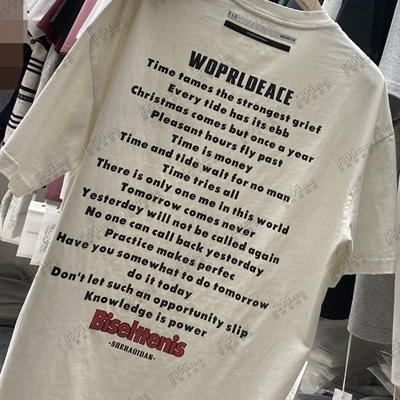 WOPRLDEACE
Time tames the strongest grief
Every tide has its ebb
Christmas comes but once a year
Pleasant hours fly past
Time is money
Time and tide wait for no man
Time tries all
There is only one me in this world
Tomorrow comes never
Yesterday will not be called again
No one can call back yesterday
Practice makes perfec
Have you somewhat to do tomorrow
do it today
Don't let such an opportunity slip
Knowledge is power
-SHEHAOIDAN-